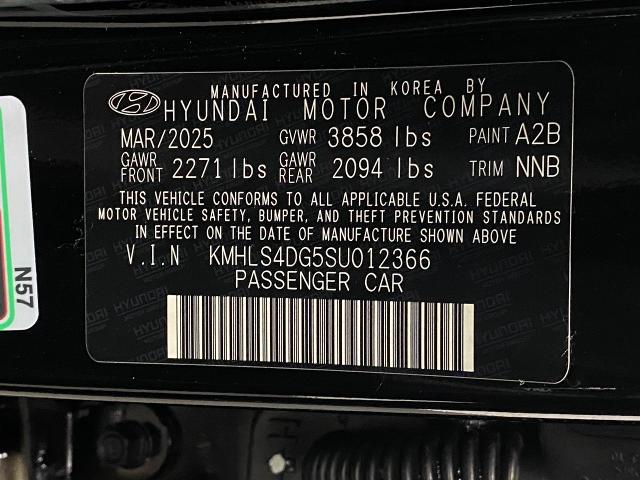 MANUFACTURED IN KOREA BY
HYUNDAI MOTOR COMPANY
MAR/2025 GVWR 3858 lbs PAINT A2B
GAWR FRONT 2271 lbs GAWR REAR 2094 lbs TRIM NNB
THIS VEHICLE CONFORMS TO ALL APPLICABLE U.S.A. FEDERAL
MOTOR VEHICLE SAFETY, BUMPER, AND THEFT PREVENTION STANDARDS
IN EFFECT ON THE DATE OF MANUFACTURE SHOWN ABOVE
V.I.N KMHLS4DG5SU012366
PASSENGER CAR
N57